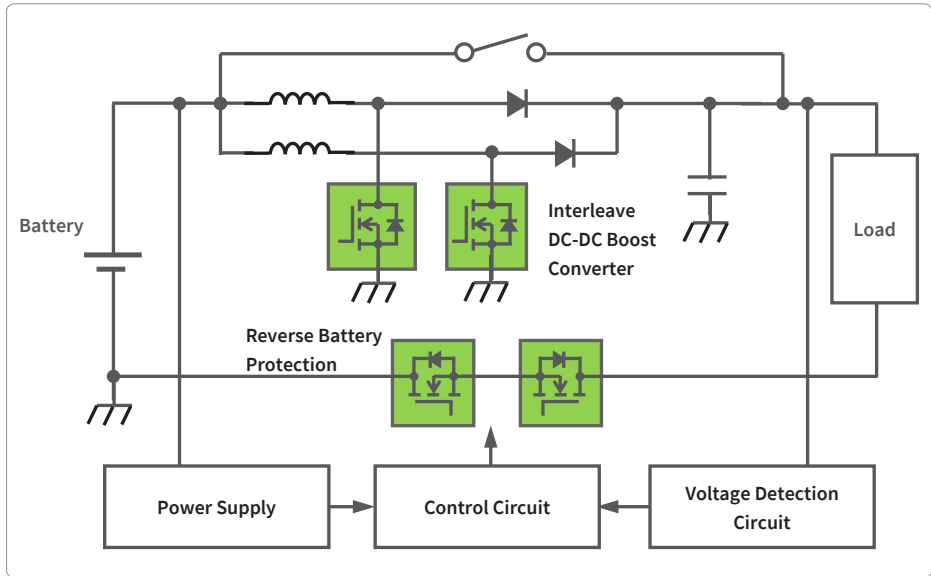 Battery
Interleave
DC-DC Boost
Converter
Load
Reverse Battery
Protection
Power Supply
Control Circuit
Voltage Detection
Circuit